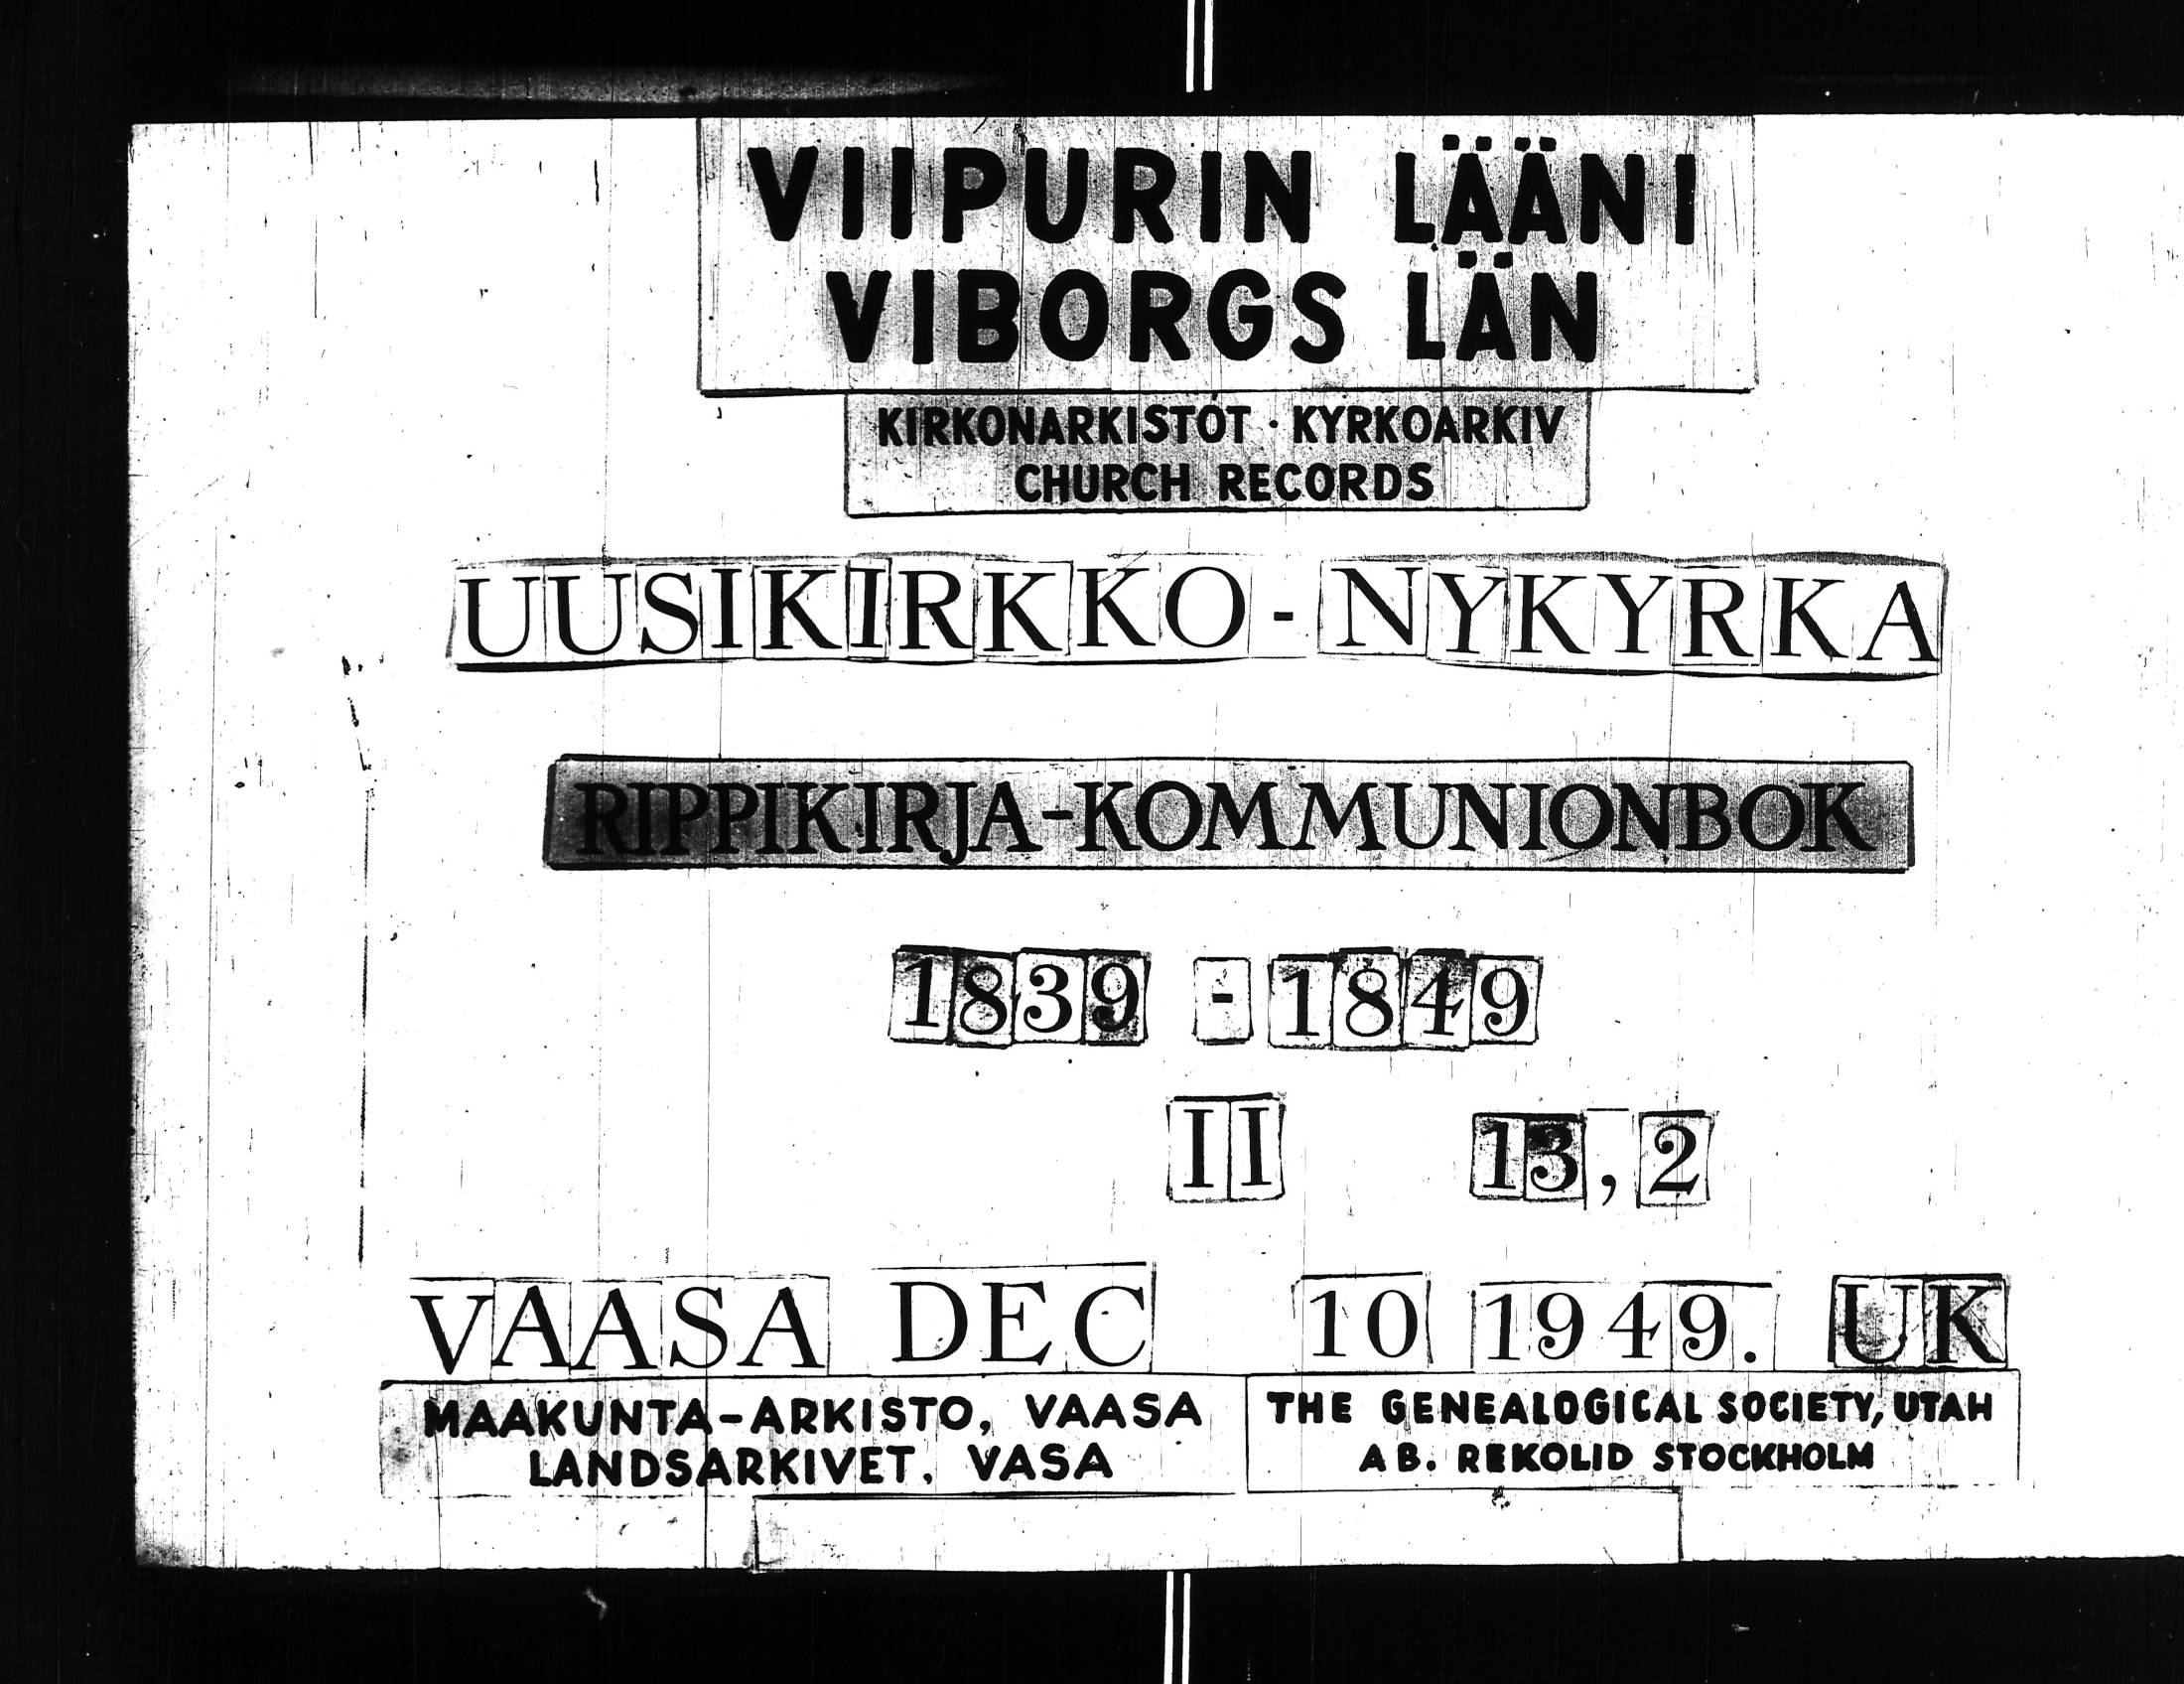 VIIPURIN LÄÄNI
VIBORGS LÄN
KIRKONARKISTOT · KYRKOARKIV
CHURCH RECORDS
UUSIKIRKKO - NYKYRKA
RIPPIKIRJA-KOMMUNIONBOK
1839 - 1849
II 13,2
VAASA DEC 10 1949. UK
MAAKUNTA-ARKISTO, VAASA
LANDSARKIVET, VASA
THE GENEALOGICAL SOCIETY, UTAH
AB. REKOLID STOCKHOLM